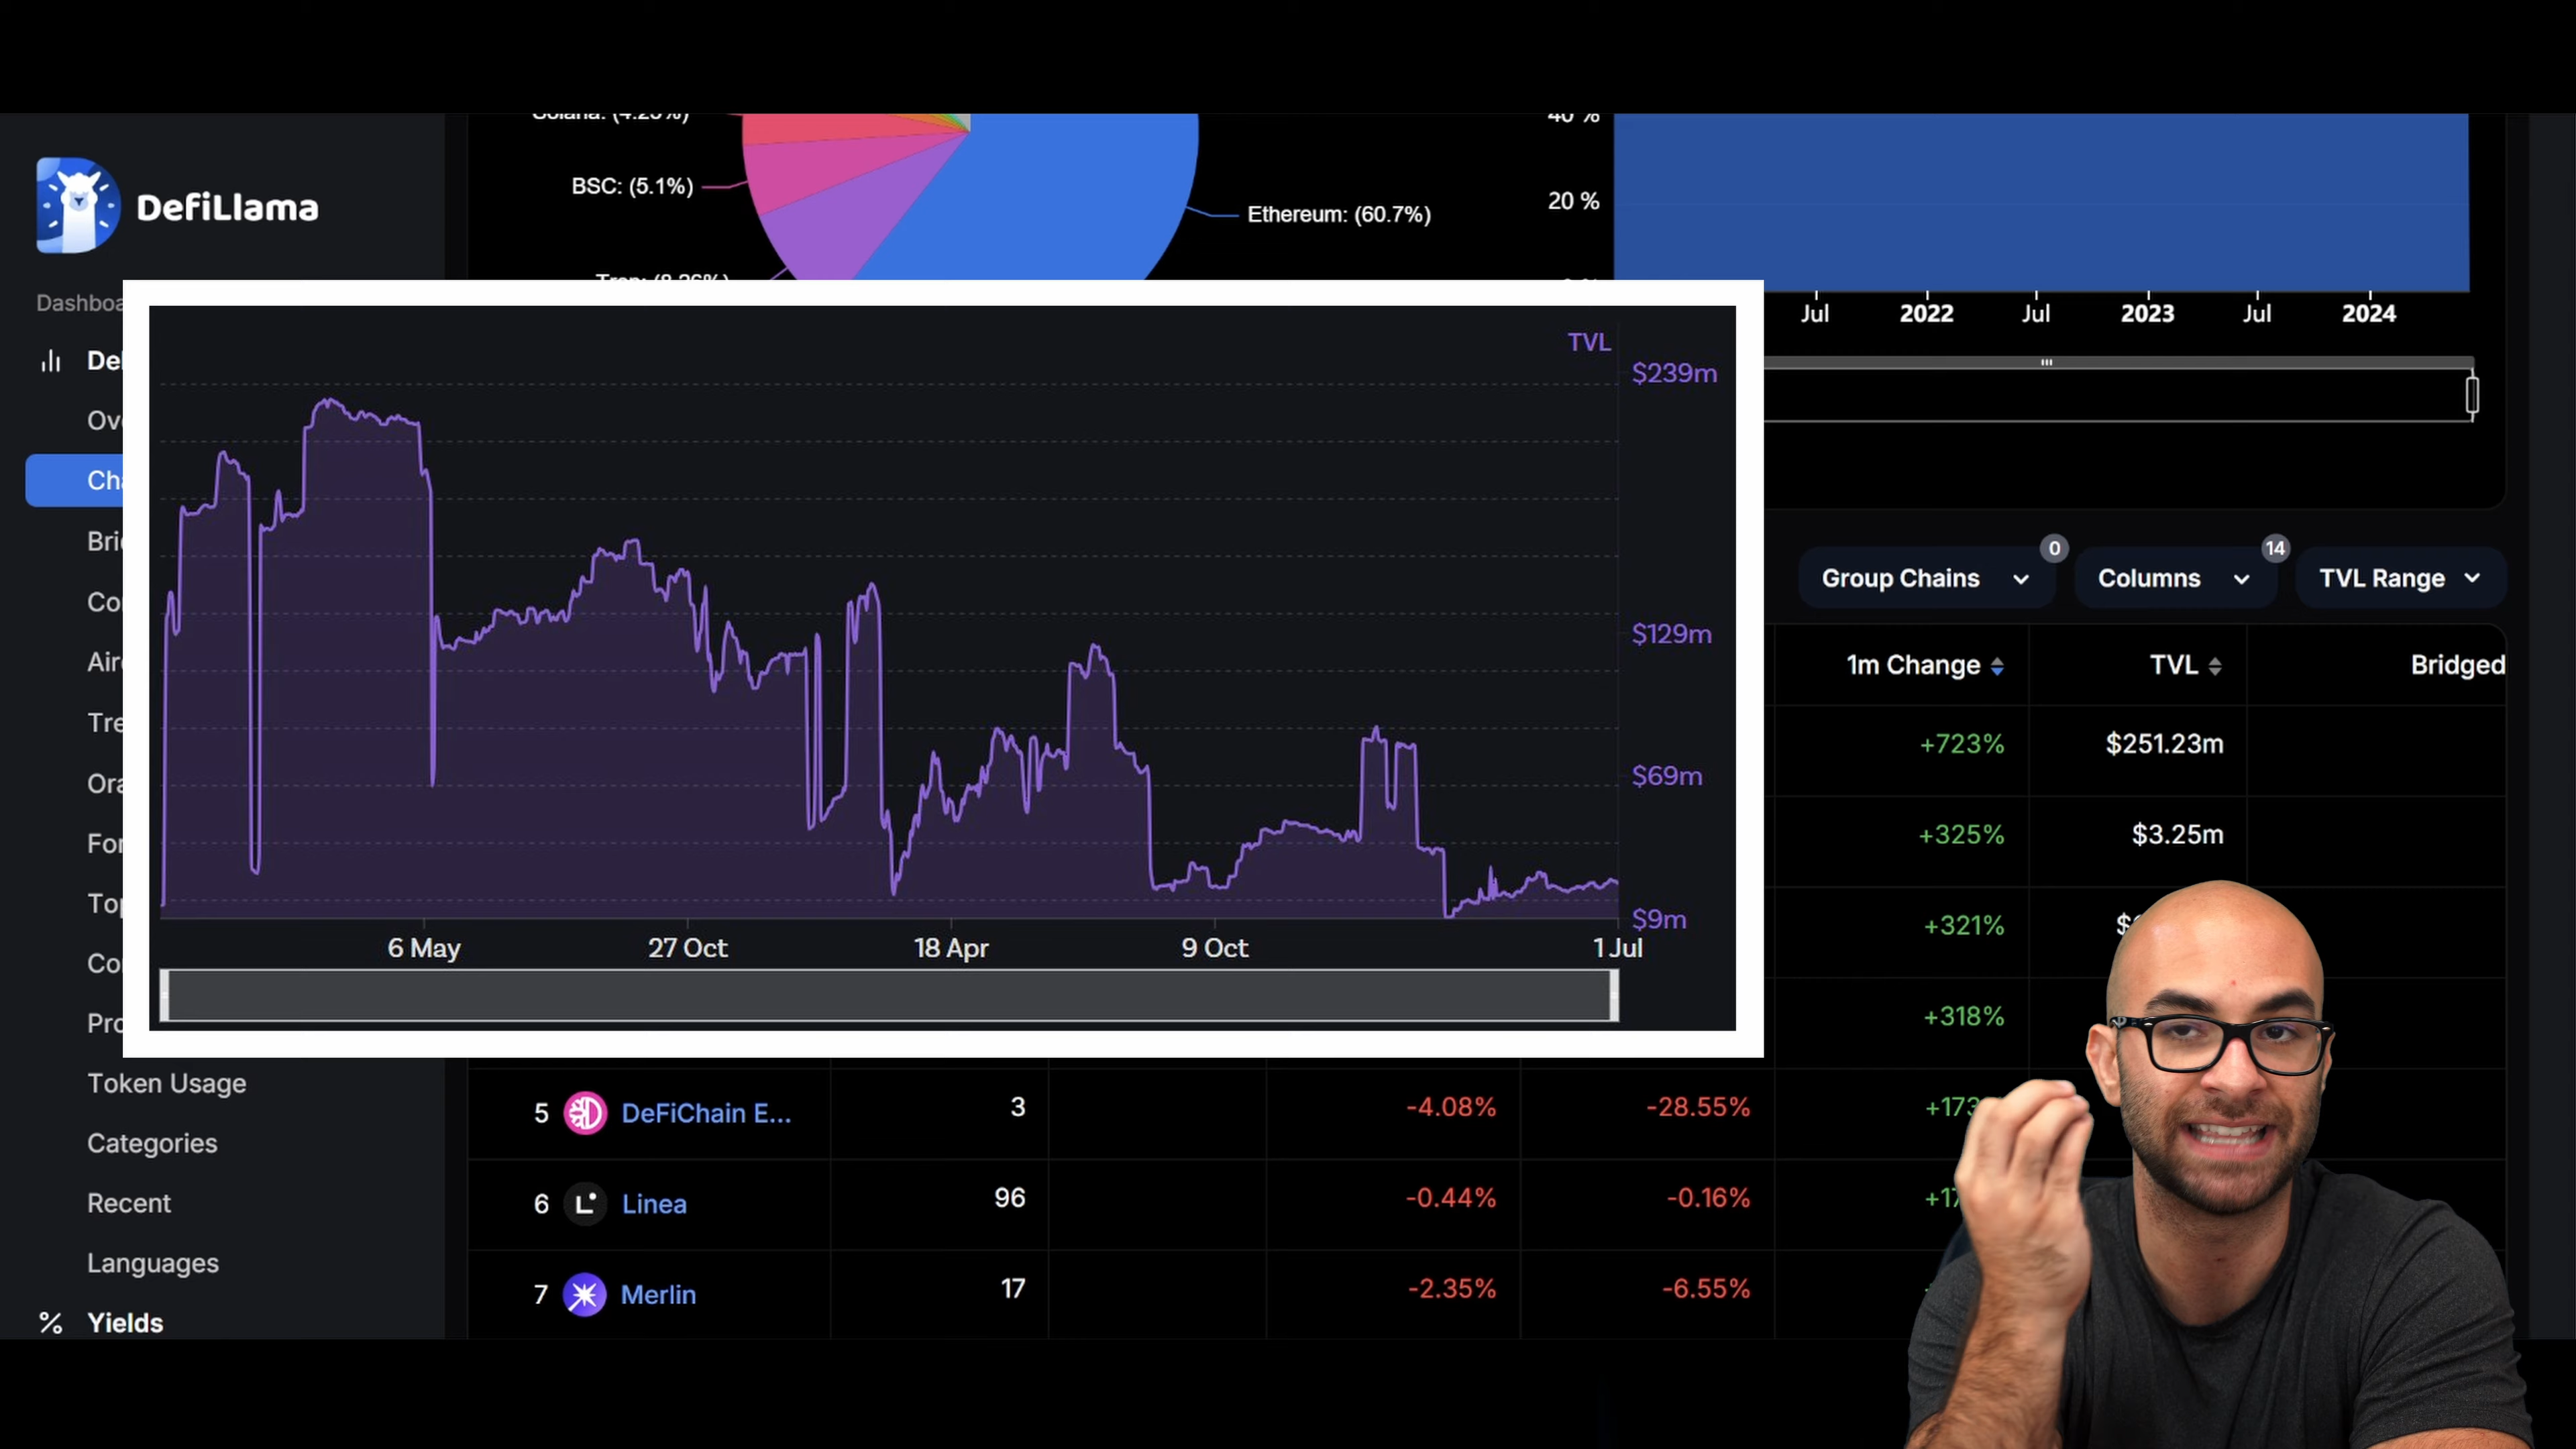 BSC: (5.1%)
Ethereum: (60.7%)
40 %
20 %
Jul
2022
Jul
2023
Jul
2024
DefiLlama
TVL
$239m
$129m
$69m
$9m
6 May
27 Oct
18 Apr
9 Oct
1 Jul
Group Chains
0
Columns
14
TVL Range
1m Change
TVL
Bridged
+723%
$251.23m
+325%
$3.25m
+321%
+318%
5 DeFiChain E... 3 -4.08% -28.55%
6 Linea 96 -0.44% -0.16%
7 Merlin 17 -2.35% -6.55%
Token Usage
Categories
Recent
Languages
% Yields